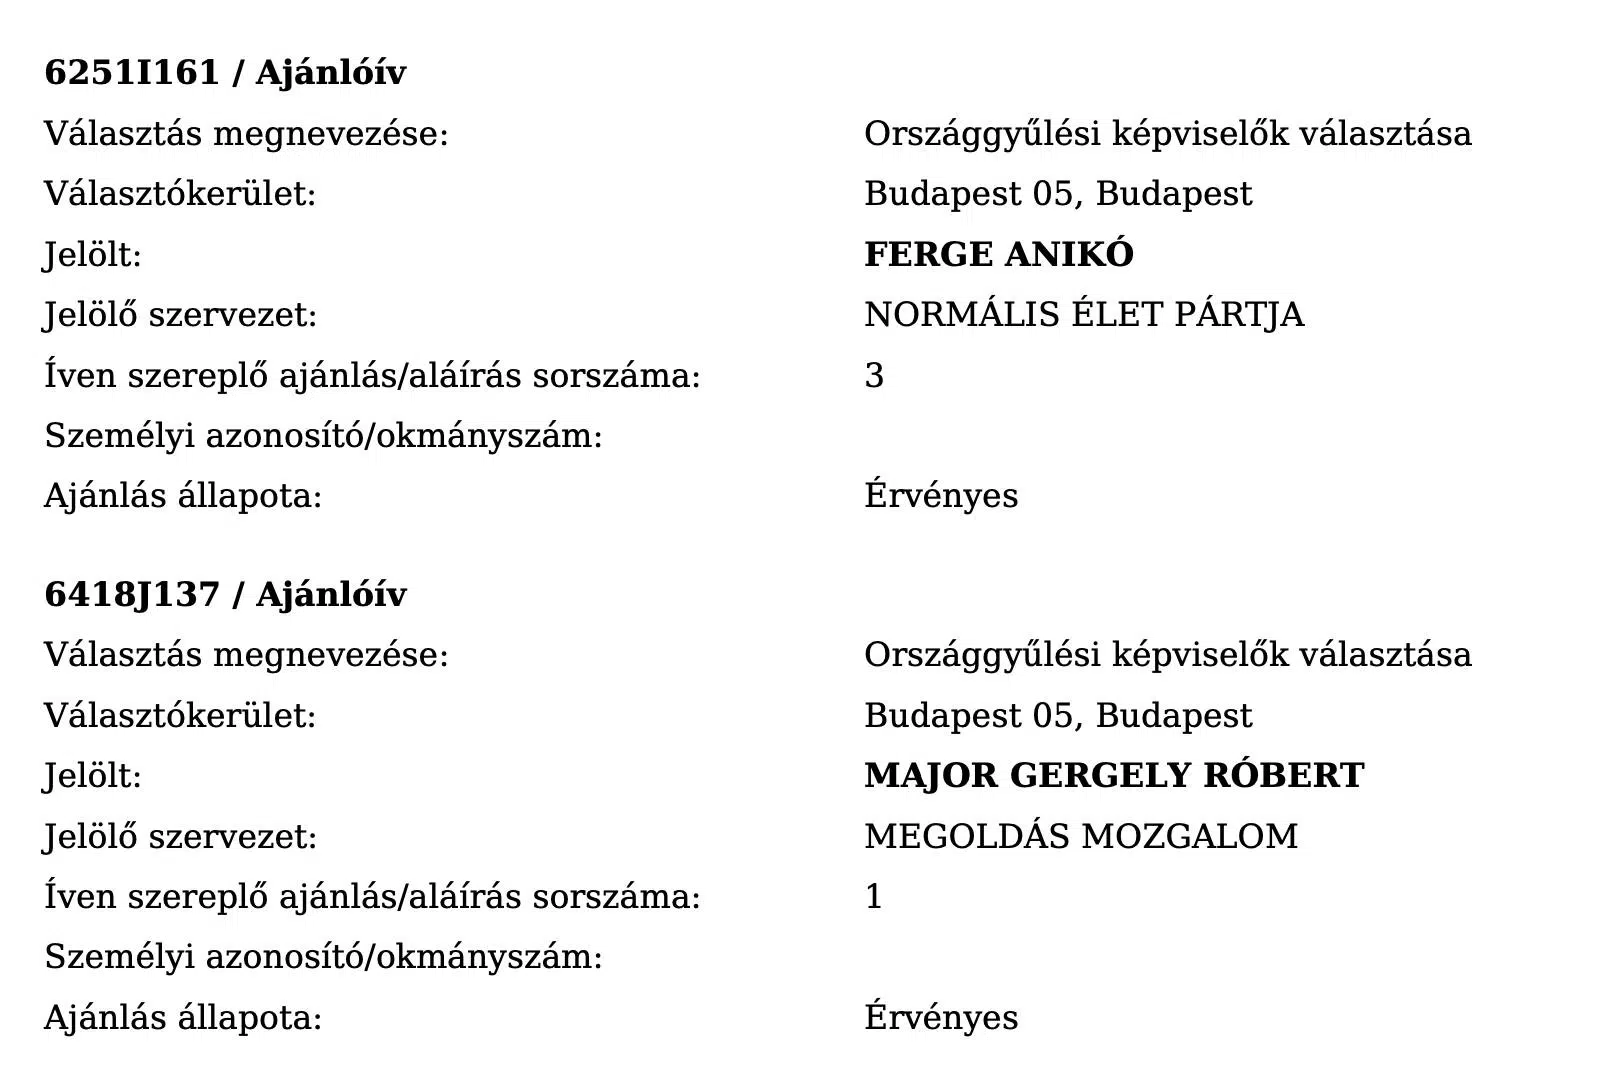 6251I161 / Ajánlóív
Választás megnevezése: Országgyűlési képviselők választása
Választókerület: Budapest 05, Budapest
Jelölt: FERGE ANIKÓ
Jelölő szervezet: NORMÁLIS ÉLET PÁRTJA
Íven szereplő ajánlás/aláírás sorszáma: 3
Személyi azonosító/okmányszám:
Ajánlás állapota: Érvényes
6418J137 / Ajánlóív
Választás megnevezése: Országgyűlési képviselők választása
Választókerület: Budapest 05, Budapest
Jelölt: MAJOR GERGELY RÓBERT
Jelölő szervezet: MEGOLDÁS MOZGALOM
Íven szereplő ajánlás/aláírás sorszáma: 1
Személyi azonosító/okmányszám:
Ajánlás állapota: Érvényes